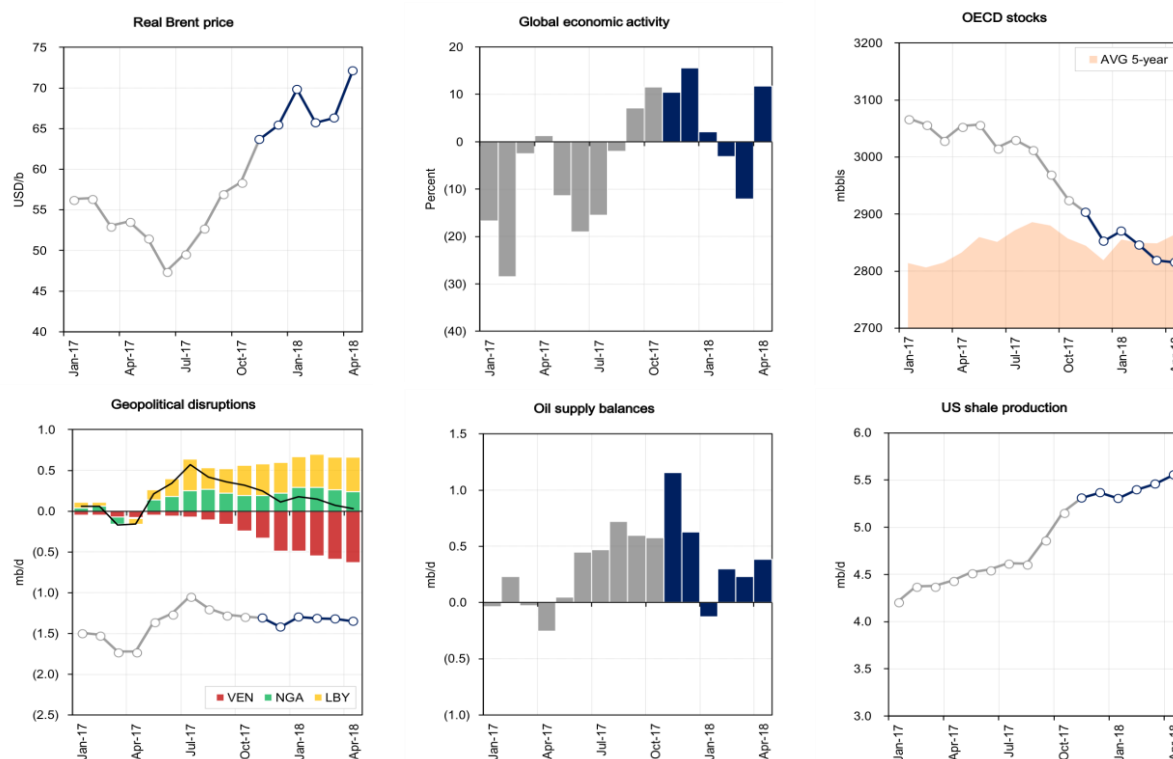 Real Brent price
75
70
65
60
55
50
45
40
USD/b
Jan-17
Apr-17
Jul-17
Oct-17
Jan-18
Apr-18
Global economic activity
20
10
0
(10)
(20)
(30)
(40)
Percent
Jan-17
Apr-17
Jul-17
Oct-17
Jan-18
Apr-18
OECD stocks
3200
3100
3000
2900
2800
2700
mbbls
AVG 5-year
Jan-17
Apr-17
Jul-17
Oct-17
Jan-18
Geopolitical disruptions
1.0
0.5
0.0
(0.5)
(1.0)
(1.5)
(2.0)
(2.5)
mb/d
VEN NGA LBY
Jan-17
Apr-17
Jul-17
Oct-17
Jan-18
Apr-18
Oil supply balances
1.5
1.0
0.5
0.0
(0.5)
(1.0)
mb/d
Jan-17
Apr-17
Jul-17
Oct-17
Jan-18
Apr-18
US shale production
6.0
5.5
5.0
4.5
4.0
3.5
3.0
mb/d
Jan-17
Apr-17
Jul-17
Oct-17
Jan-18